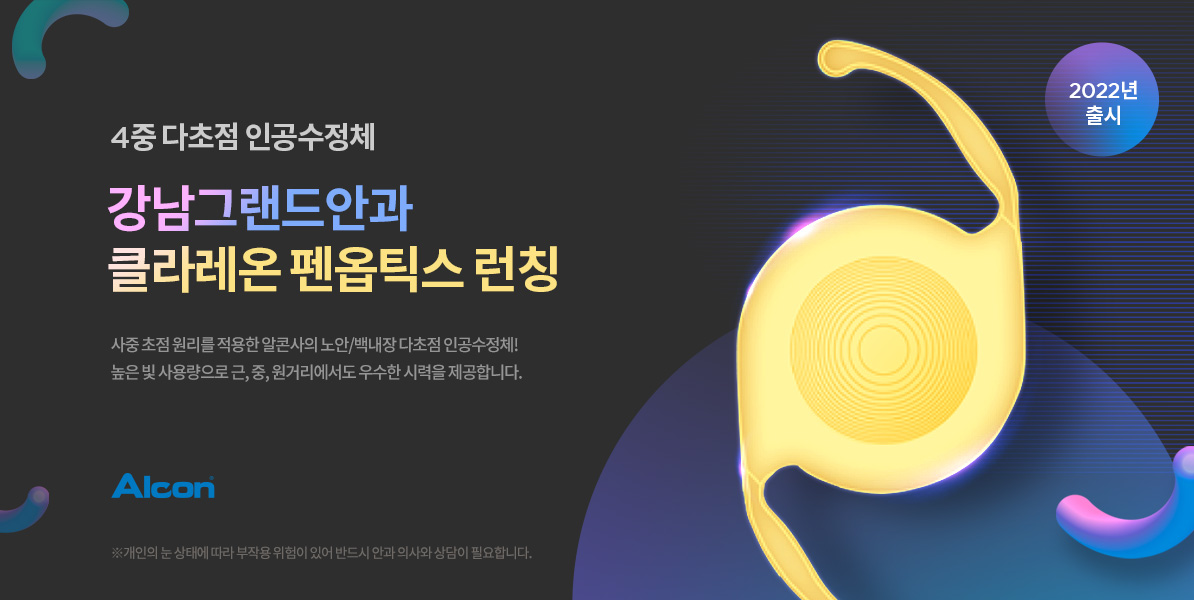 2022년
출시
4중 다초점 인공수정체
강남그랜드안과
클라레온 펜옵틱스 런칭
사중 초점 원리를 적용한 알콘사의 노안/백내장 다초점 인공수정체!
높은 빛 사용량으로 근, 중, 원거리에서도 우수한 시력을 제공합니다.
Alcon
※개인의 눈 상태에 따라 부작용 위험이 있어 반드시 안과 의사와 상담이 필요합니다.